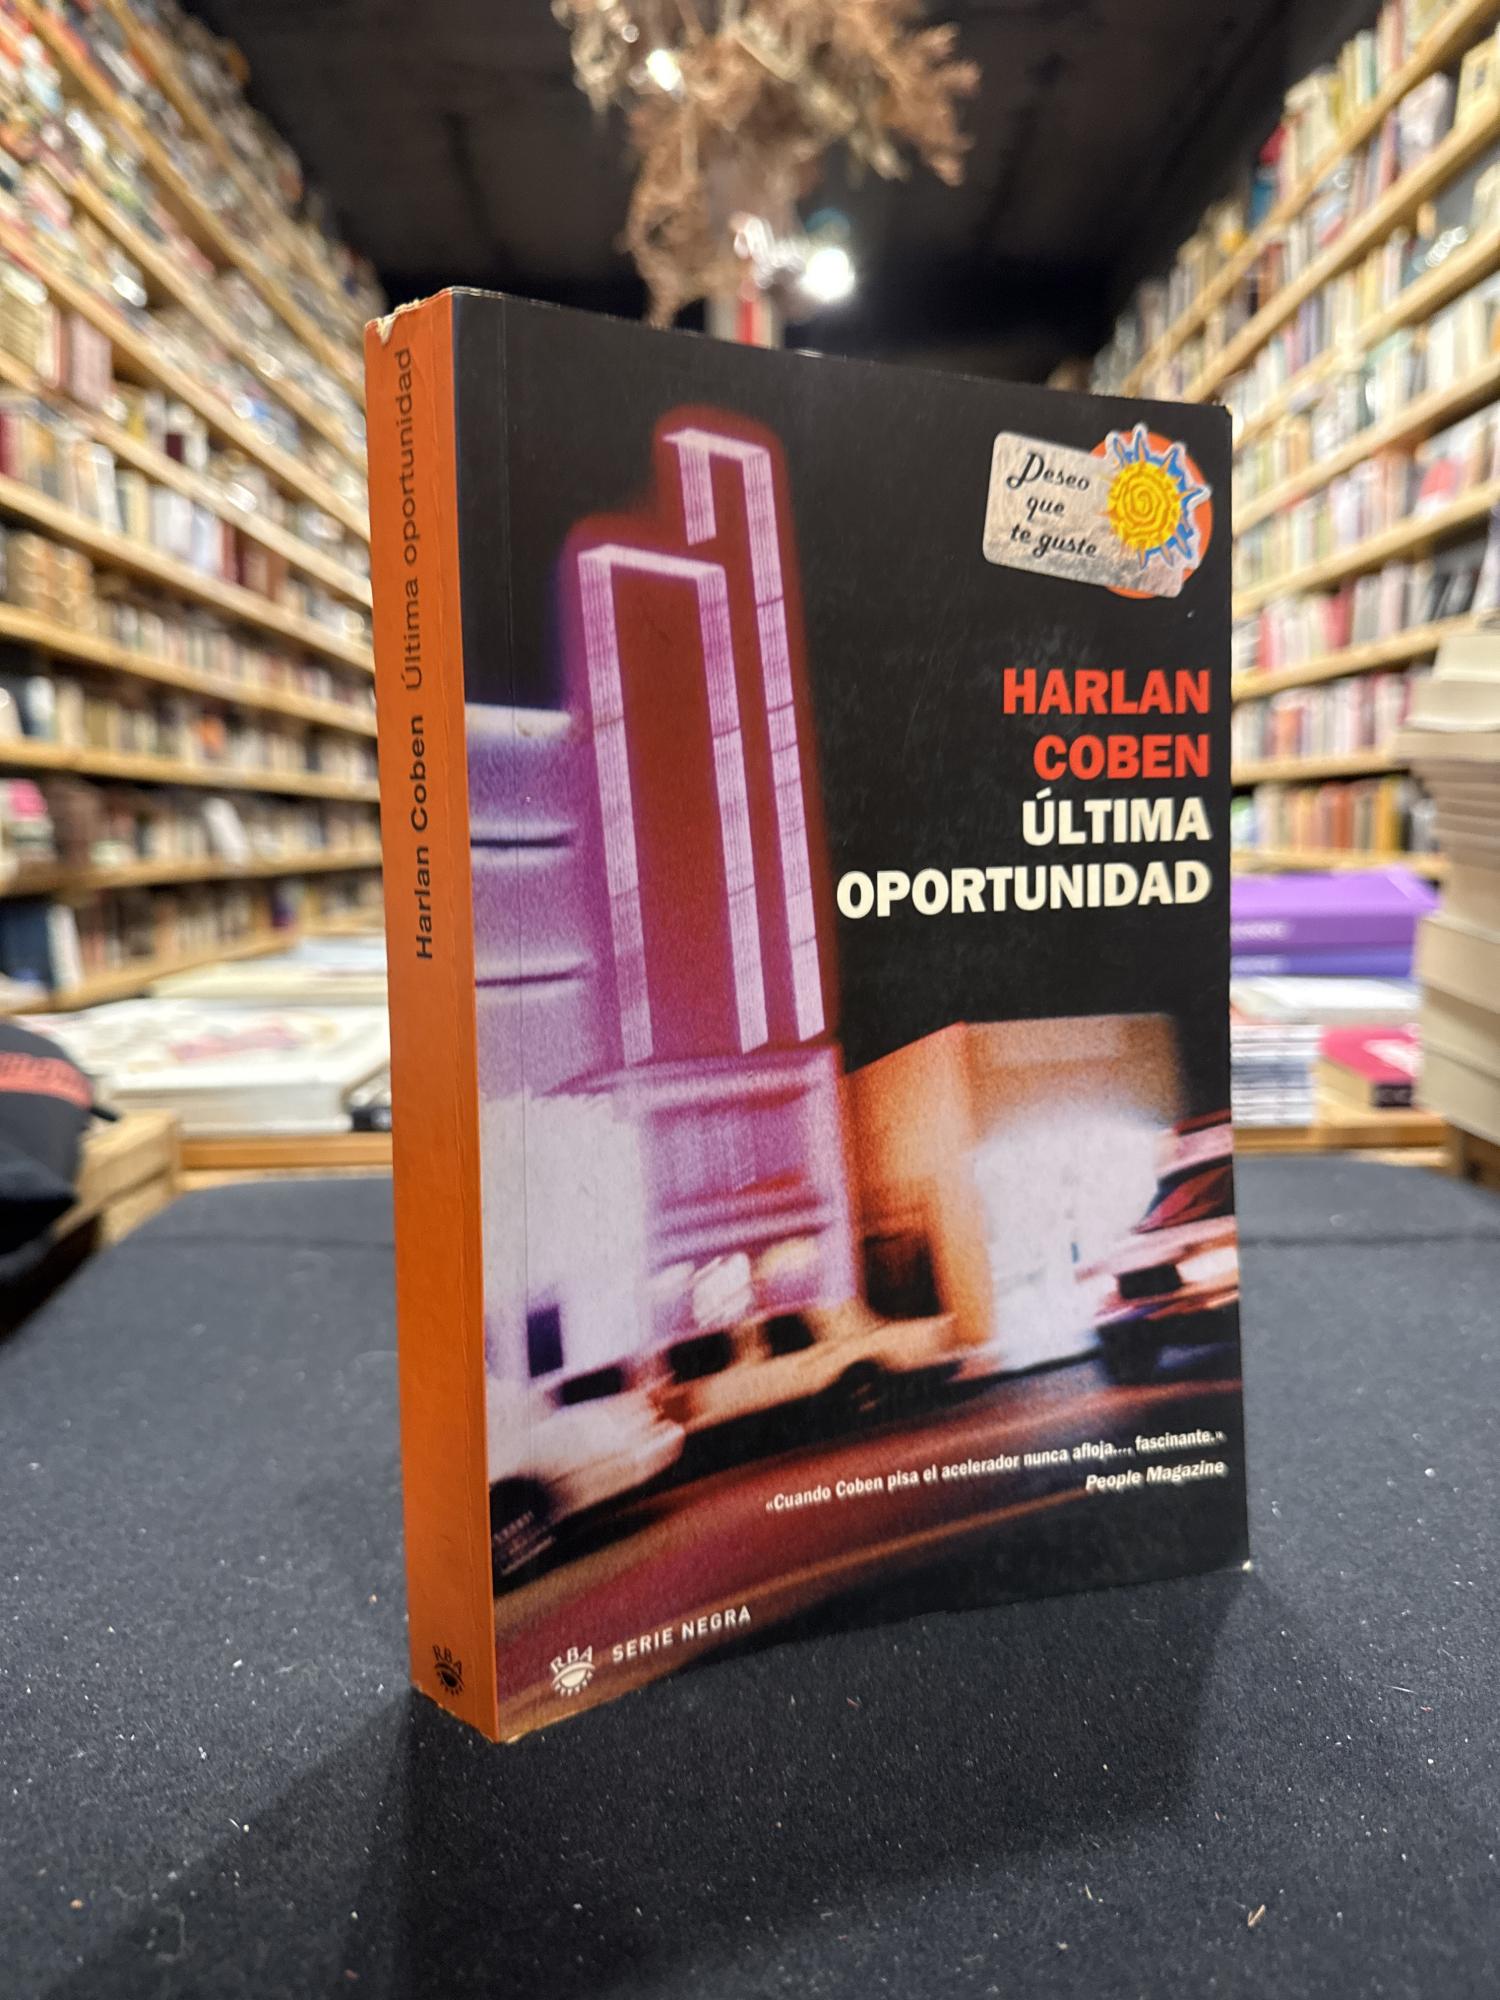 Harlan Coben Última oportunidad
RBA
Deseo
que
te guste
HARLAN
COBEN
ÚLTIMA
OPORTUNIDAD
«Cuando Coben pisa el acelerador nunca afloja..., fascinante.»
People Magazine
RBA SERIE NEGRA